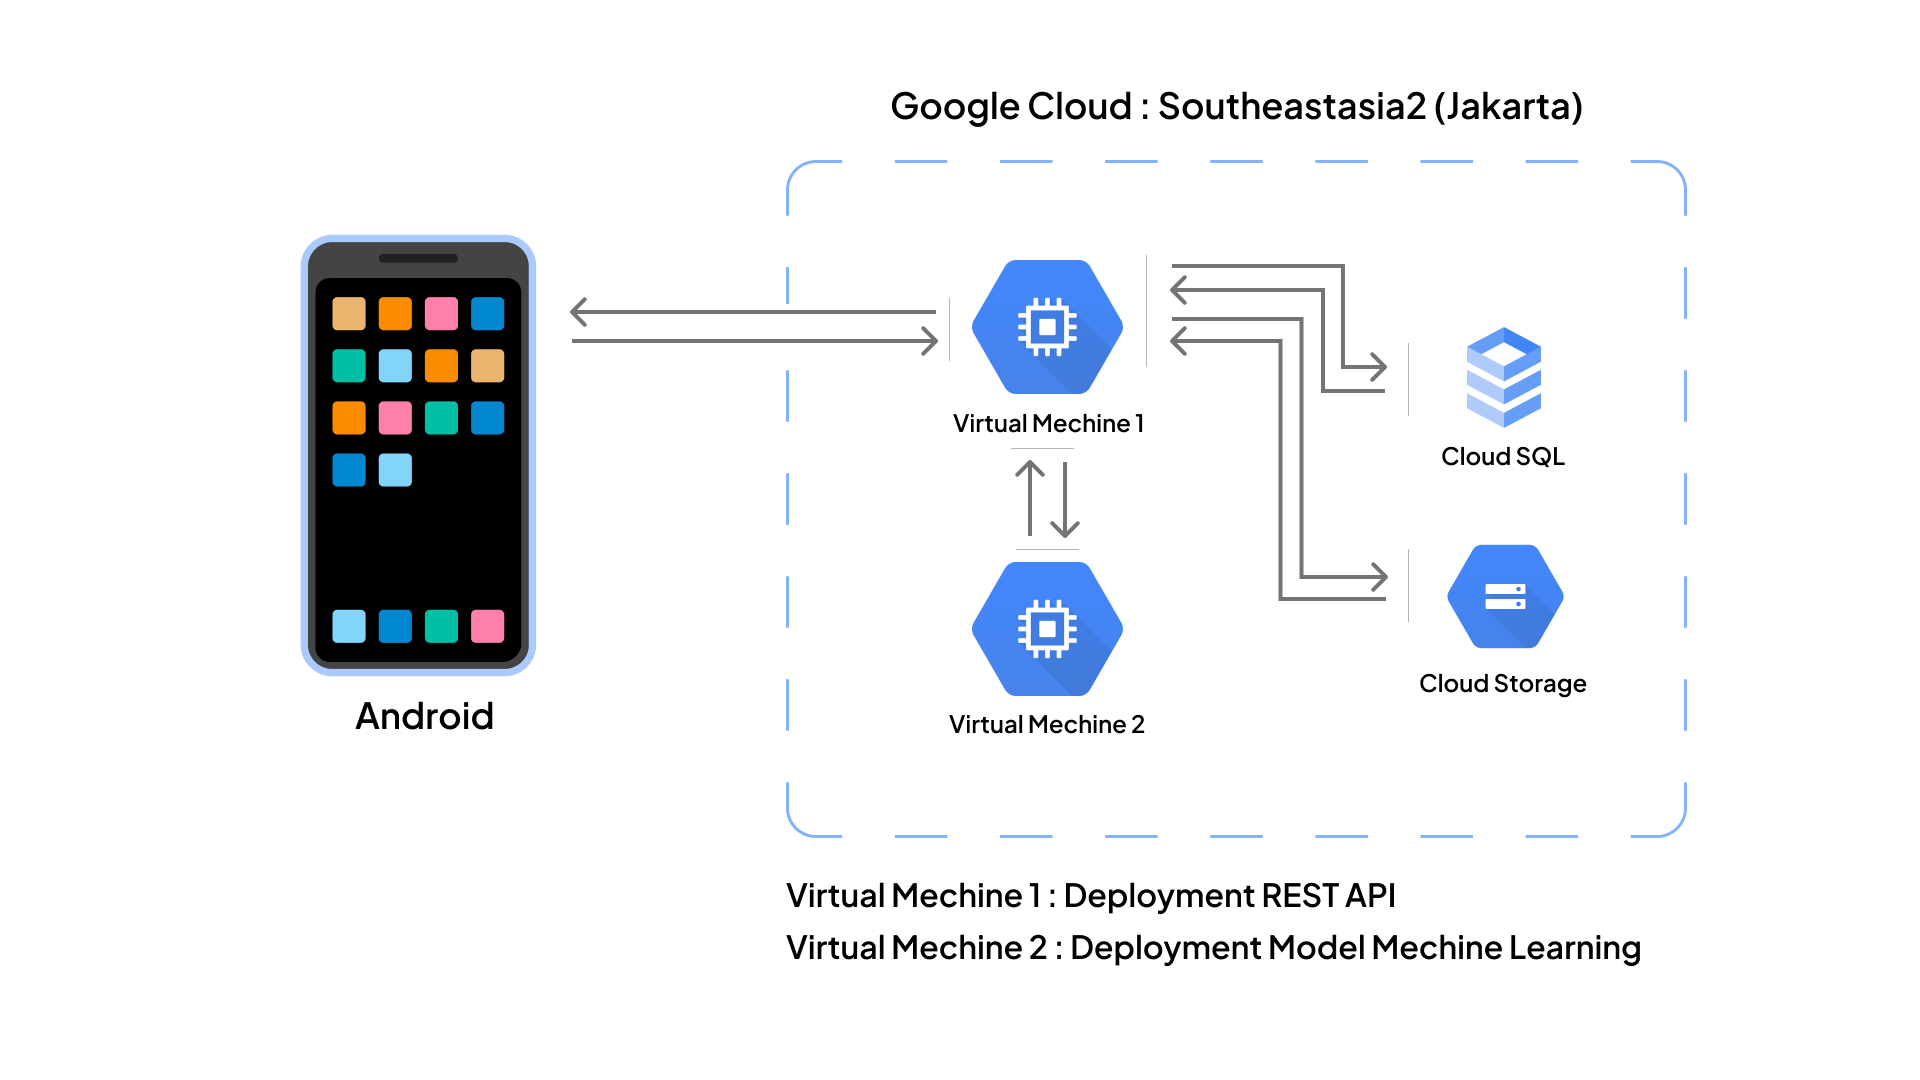 Google Cloud : Southeastasia2 (Jakarta)
Virtual Mechine 1
Cloud SQL
Virtual Mechine 2
Cloud Storage
Android
Virtual Mechine 1 : Deployment REST API
Virtual Mechine 2 : Deployment Model Mechine Learning